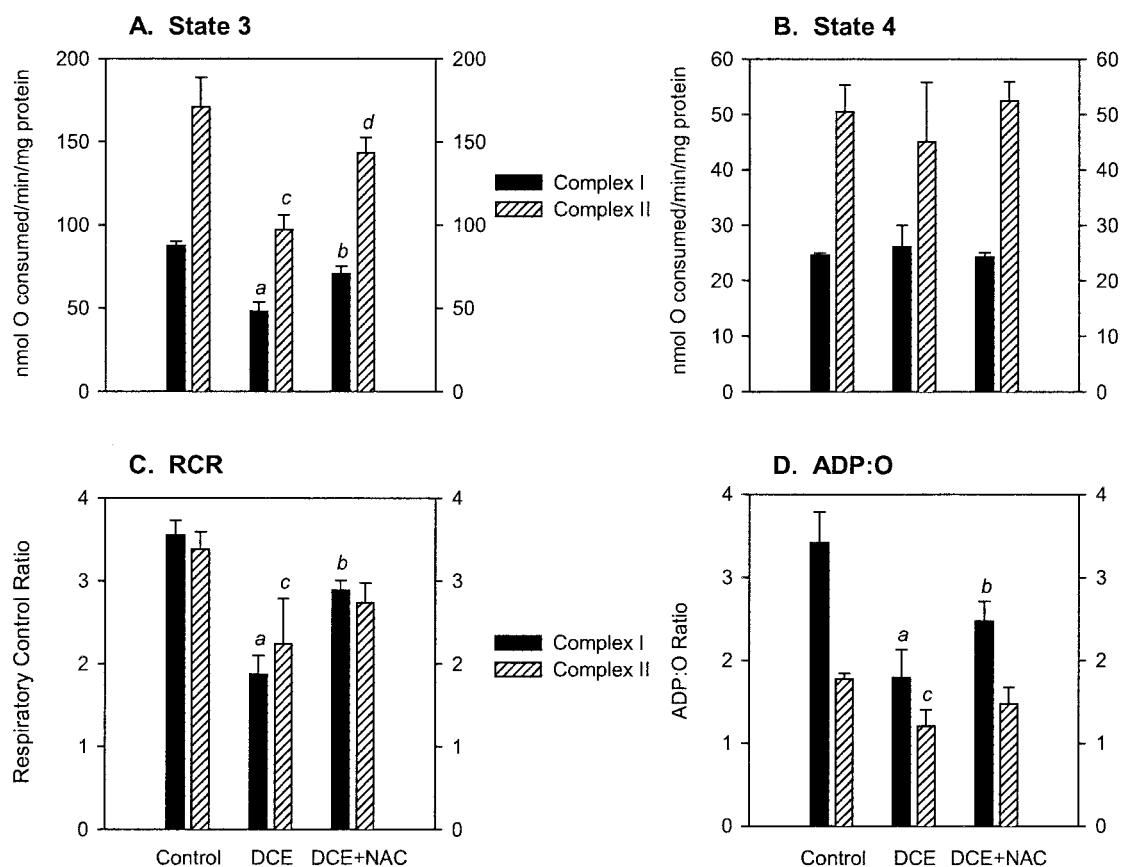 A. State 3
200
150
100
50
0
nmol O consumed/min/mg protein
a
b
c
d
200
150
100
50
0
Complex I
Complex II
B. State 4
60
50
40
30
20
10
0
nmol O consumed/min/mg protein
60
50
40
30
20
10
0
C. RCR
4
3
2
1
0
Respiratory Control Ratio
a
c
b
4
3
2
1
0
Control DCE DCE+NAC
Complex I
Complex II
D. ADP:O
4
3
2
1
0
ADP:O Ratio
a
c
b
4
3
2
1
0
Control DCE DCE+NAC